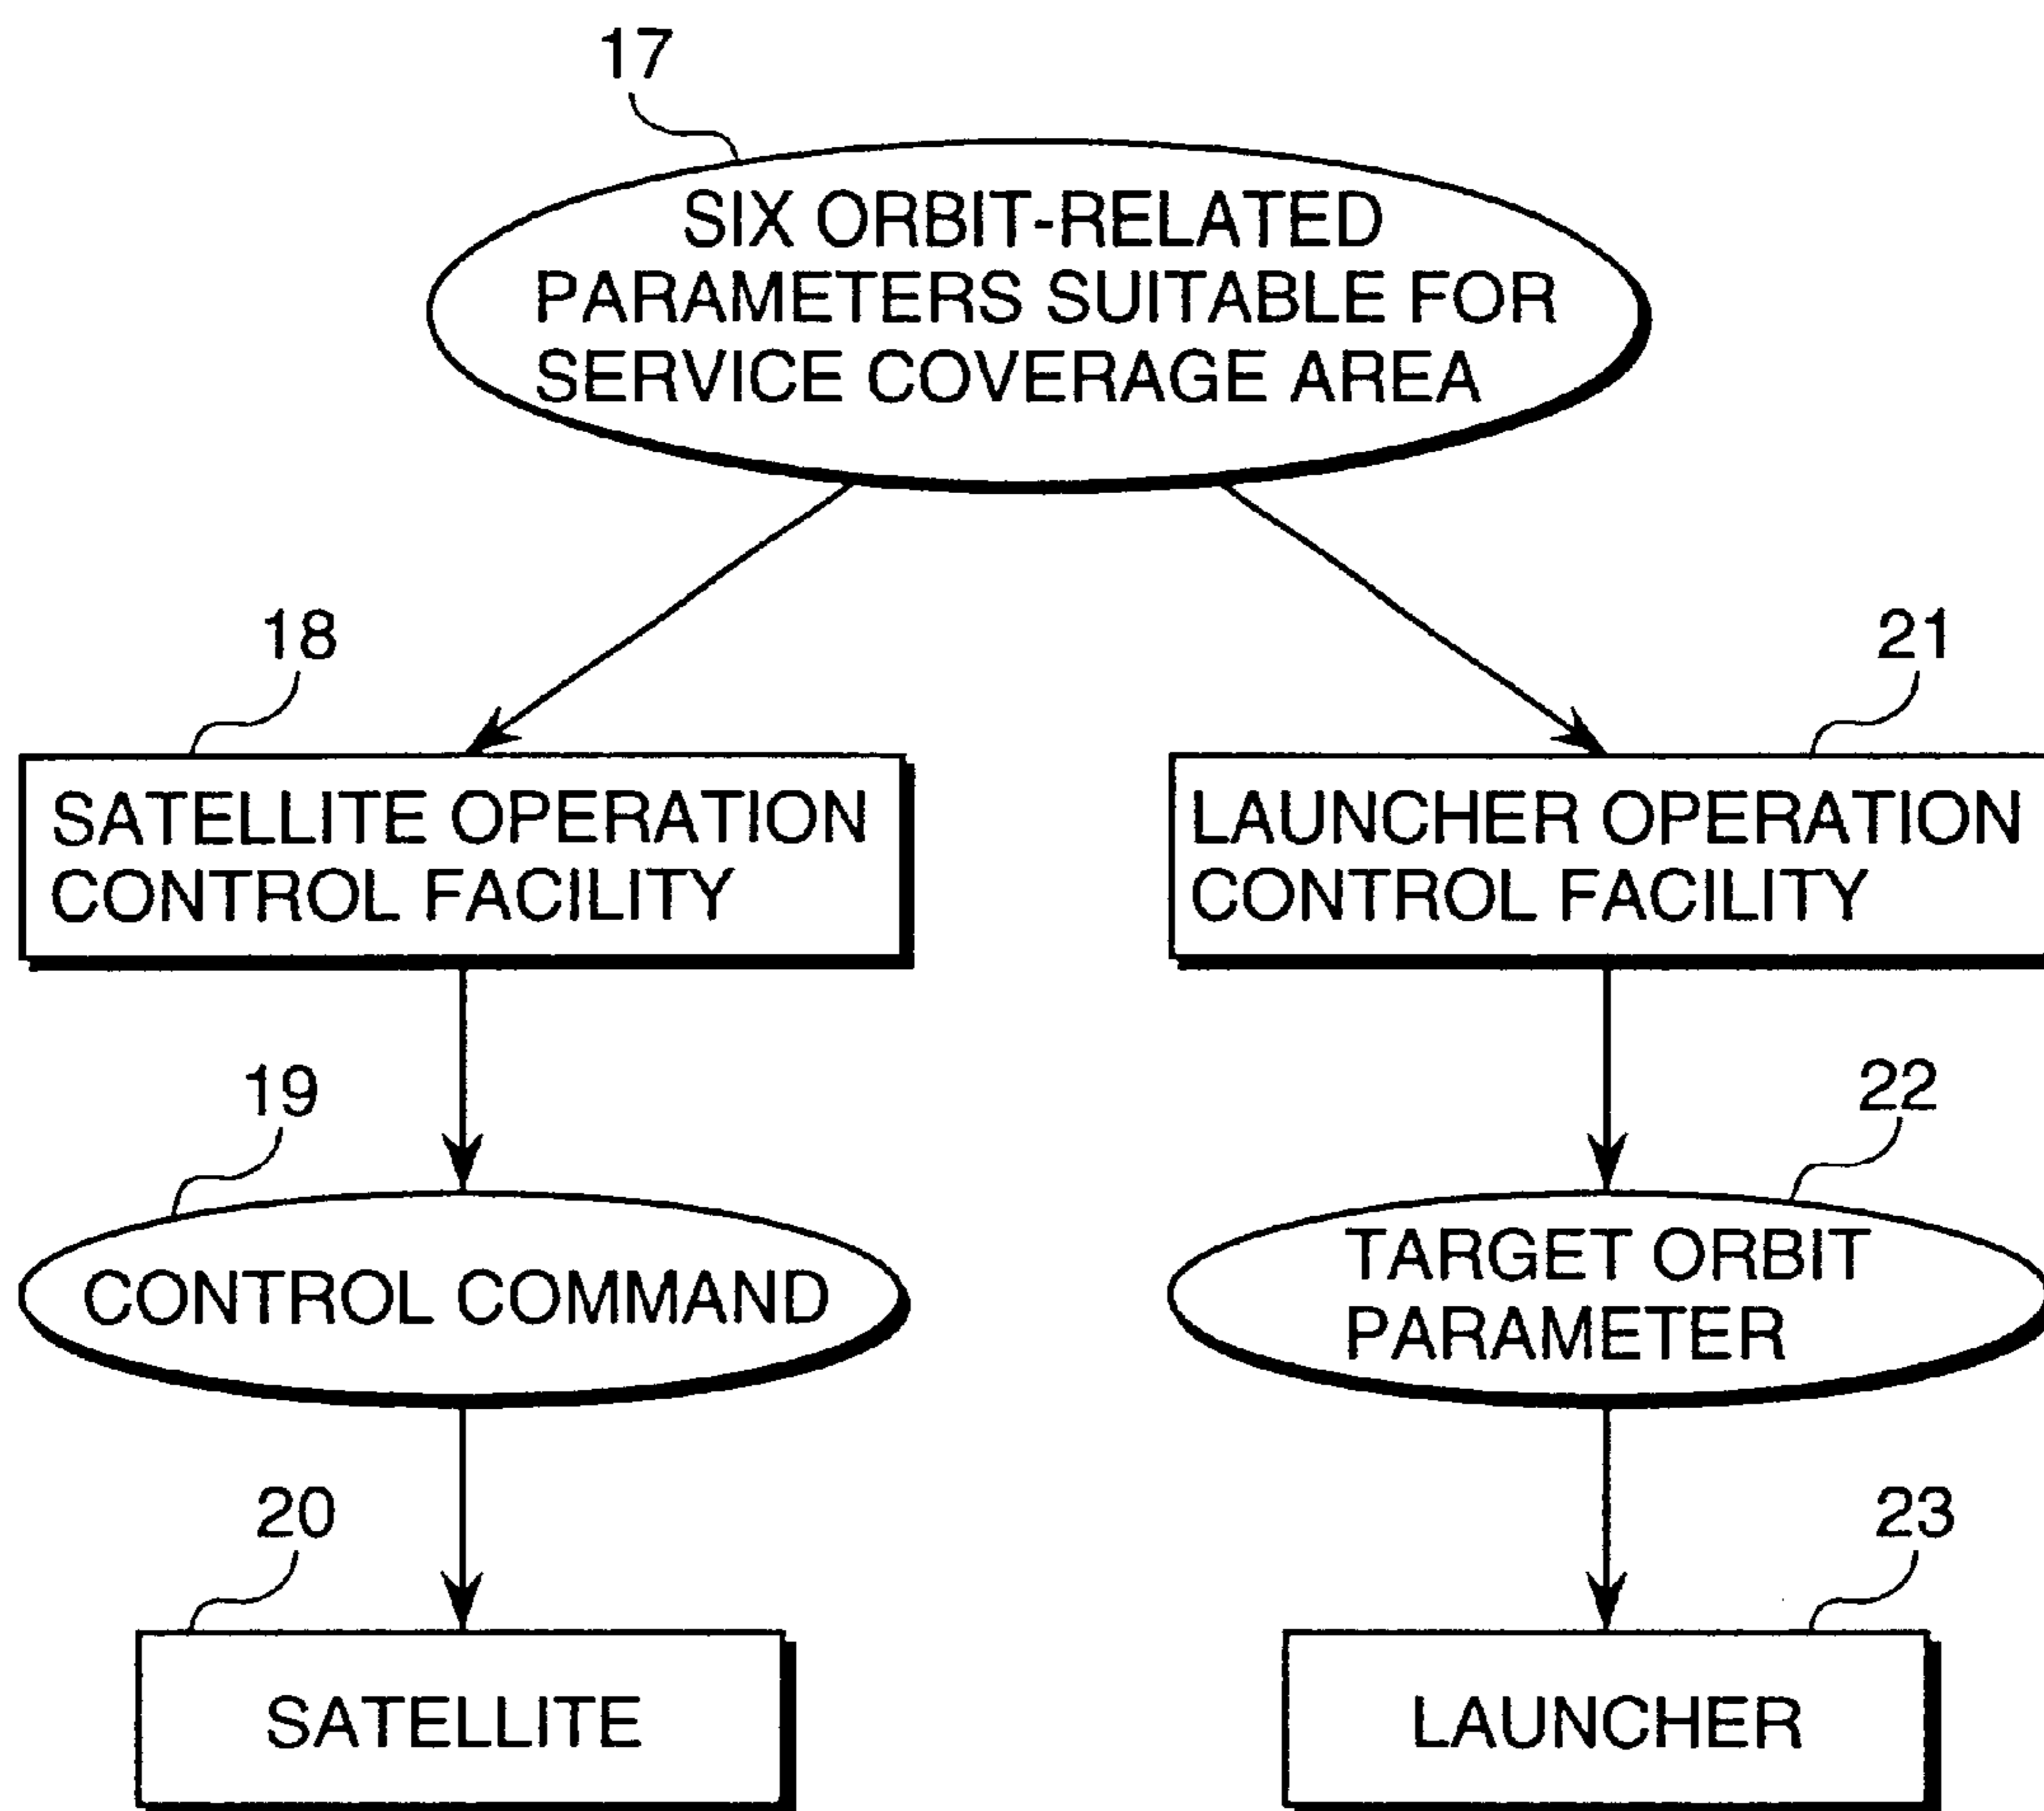 17
SIX ORBIT-RELATED
PARAMETERS SUITABLE FOR
SERVICE COVERAGE AREA
18
SATELLITE OPERATION
CONTROL FACILITY
19
CONTROL COMMAND
20
SATELLITE
21
LAUNCHER OPERATION
CONTROL FACILITY
22
TARGET ORBIT
PARAMETER
23
LAUNCHER